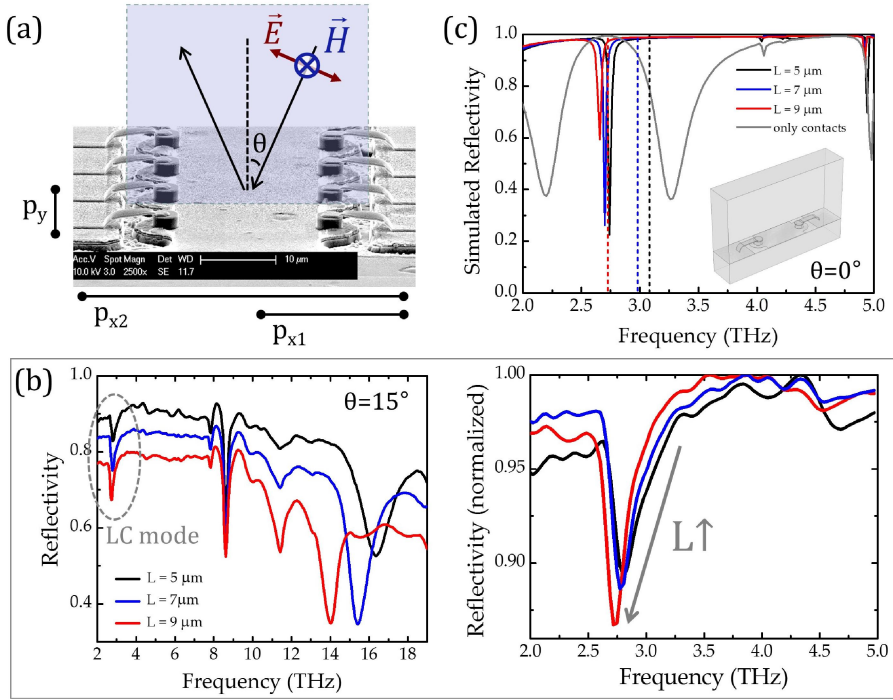 (a)
E
H
θ
p_y
Acc.V Spot Magn Det WD
10.0 kV 3.0 2500x SE 11.7
10 μm
p_x2
p_x1
(c)
1.0
0.8
0.6
0.4
0.2
0.0
Simulated Reflectivity
L = 5 μm
L = 7 μm
L = 9 μm
only contacts
θ=0°
2.0 2.5 3.0 3.5 4.0 4.5 5.0
Frequency (THz)
(b)
1.0
0.8
0.6
0.4
Reflectivity
θ=15°
LC mode
L = 5 μm
L = 7μm
L = 9 μm
2 4 6 8 10 12 14 16 18
Frequency (THz)
1.00
0.95
0.90
Reflectivity (normalized)
L↑
2.0 2.5 3.0 3.5 4.0 4.5 5.0
Frequency (THz)